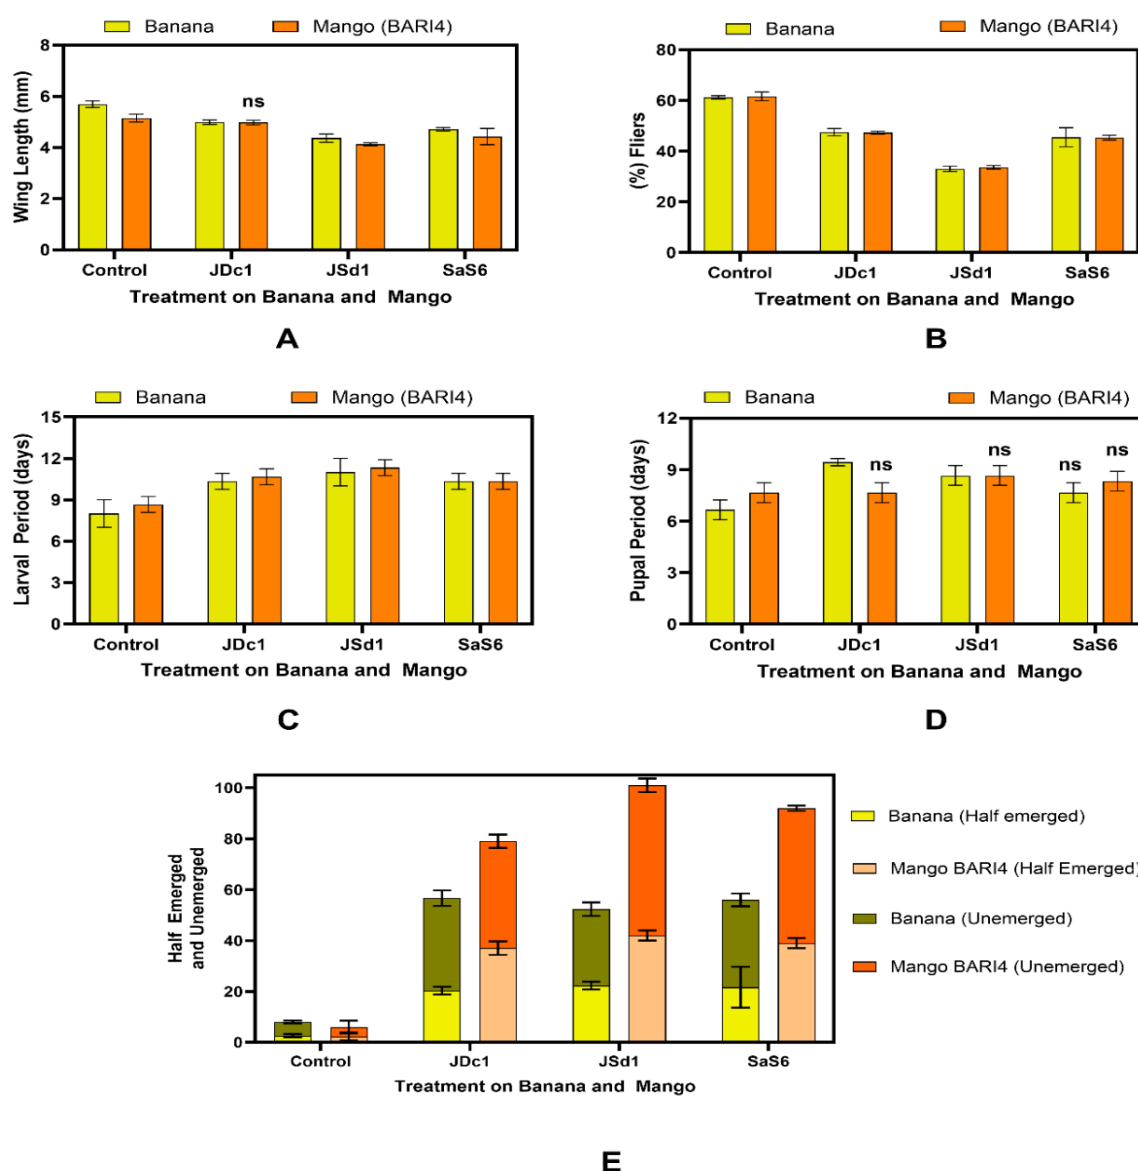 Banana Mango (BARI4)
Wing Length (mm)
8
6
4
2
0
ns
Control JDc1 JSd1 SaS6
Treatment on Banana and Mango
A
Banana Mango (BARI4)
(%) Fliers
80
60
40
20
0
Control JDc1 JSd1 SaS6
Treatment on Banana and Mango
B
Banana Mango (BARI4)
Larval Period (days)
15
12
9
6
3
0
Control JDc1 JSd1 SaS6
Treatment on Banana and Mango
C
Banana Mango (BARI4)
Pupal Period (days)
12
9
6
3
0
ns ns ns ns
Control JDc1 JSd1 SaS6
Treatment on Banana and Mango
D
Half Emerged
and Unemerged
100
80
60
40
20
0
Control JDc1 JSd1 SaS6
Treatment on Banana and Mango
Banana (Half emerged)
Mango BARI4 (Half Emerged)
Banana (Unemerged)
Mango BARI4 (Unemerged)
E